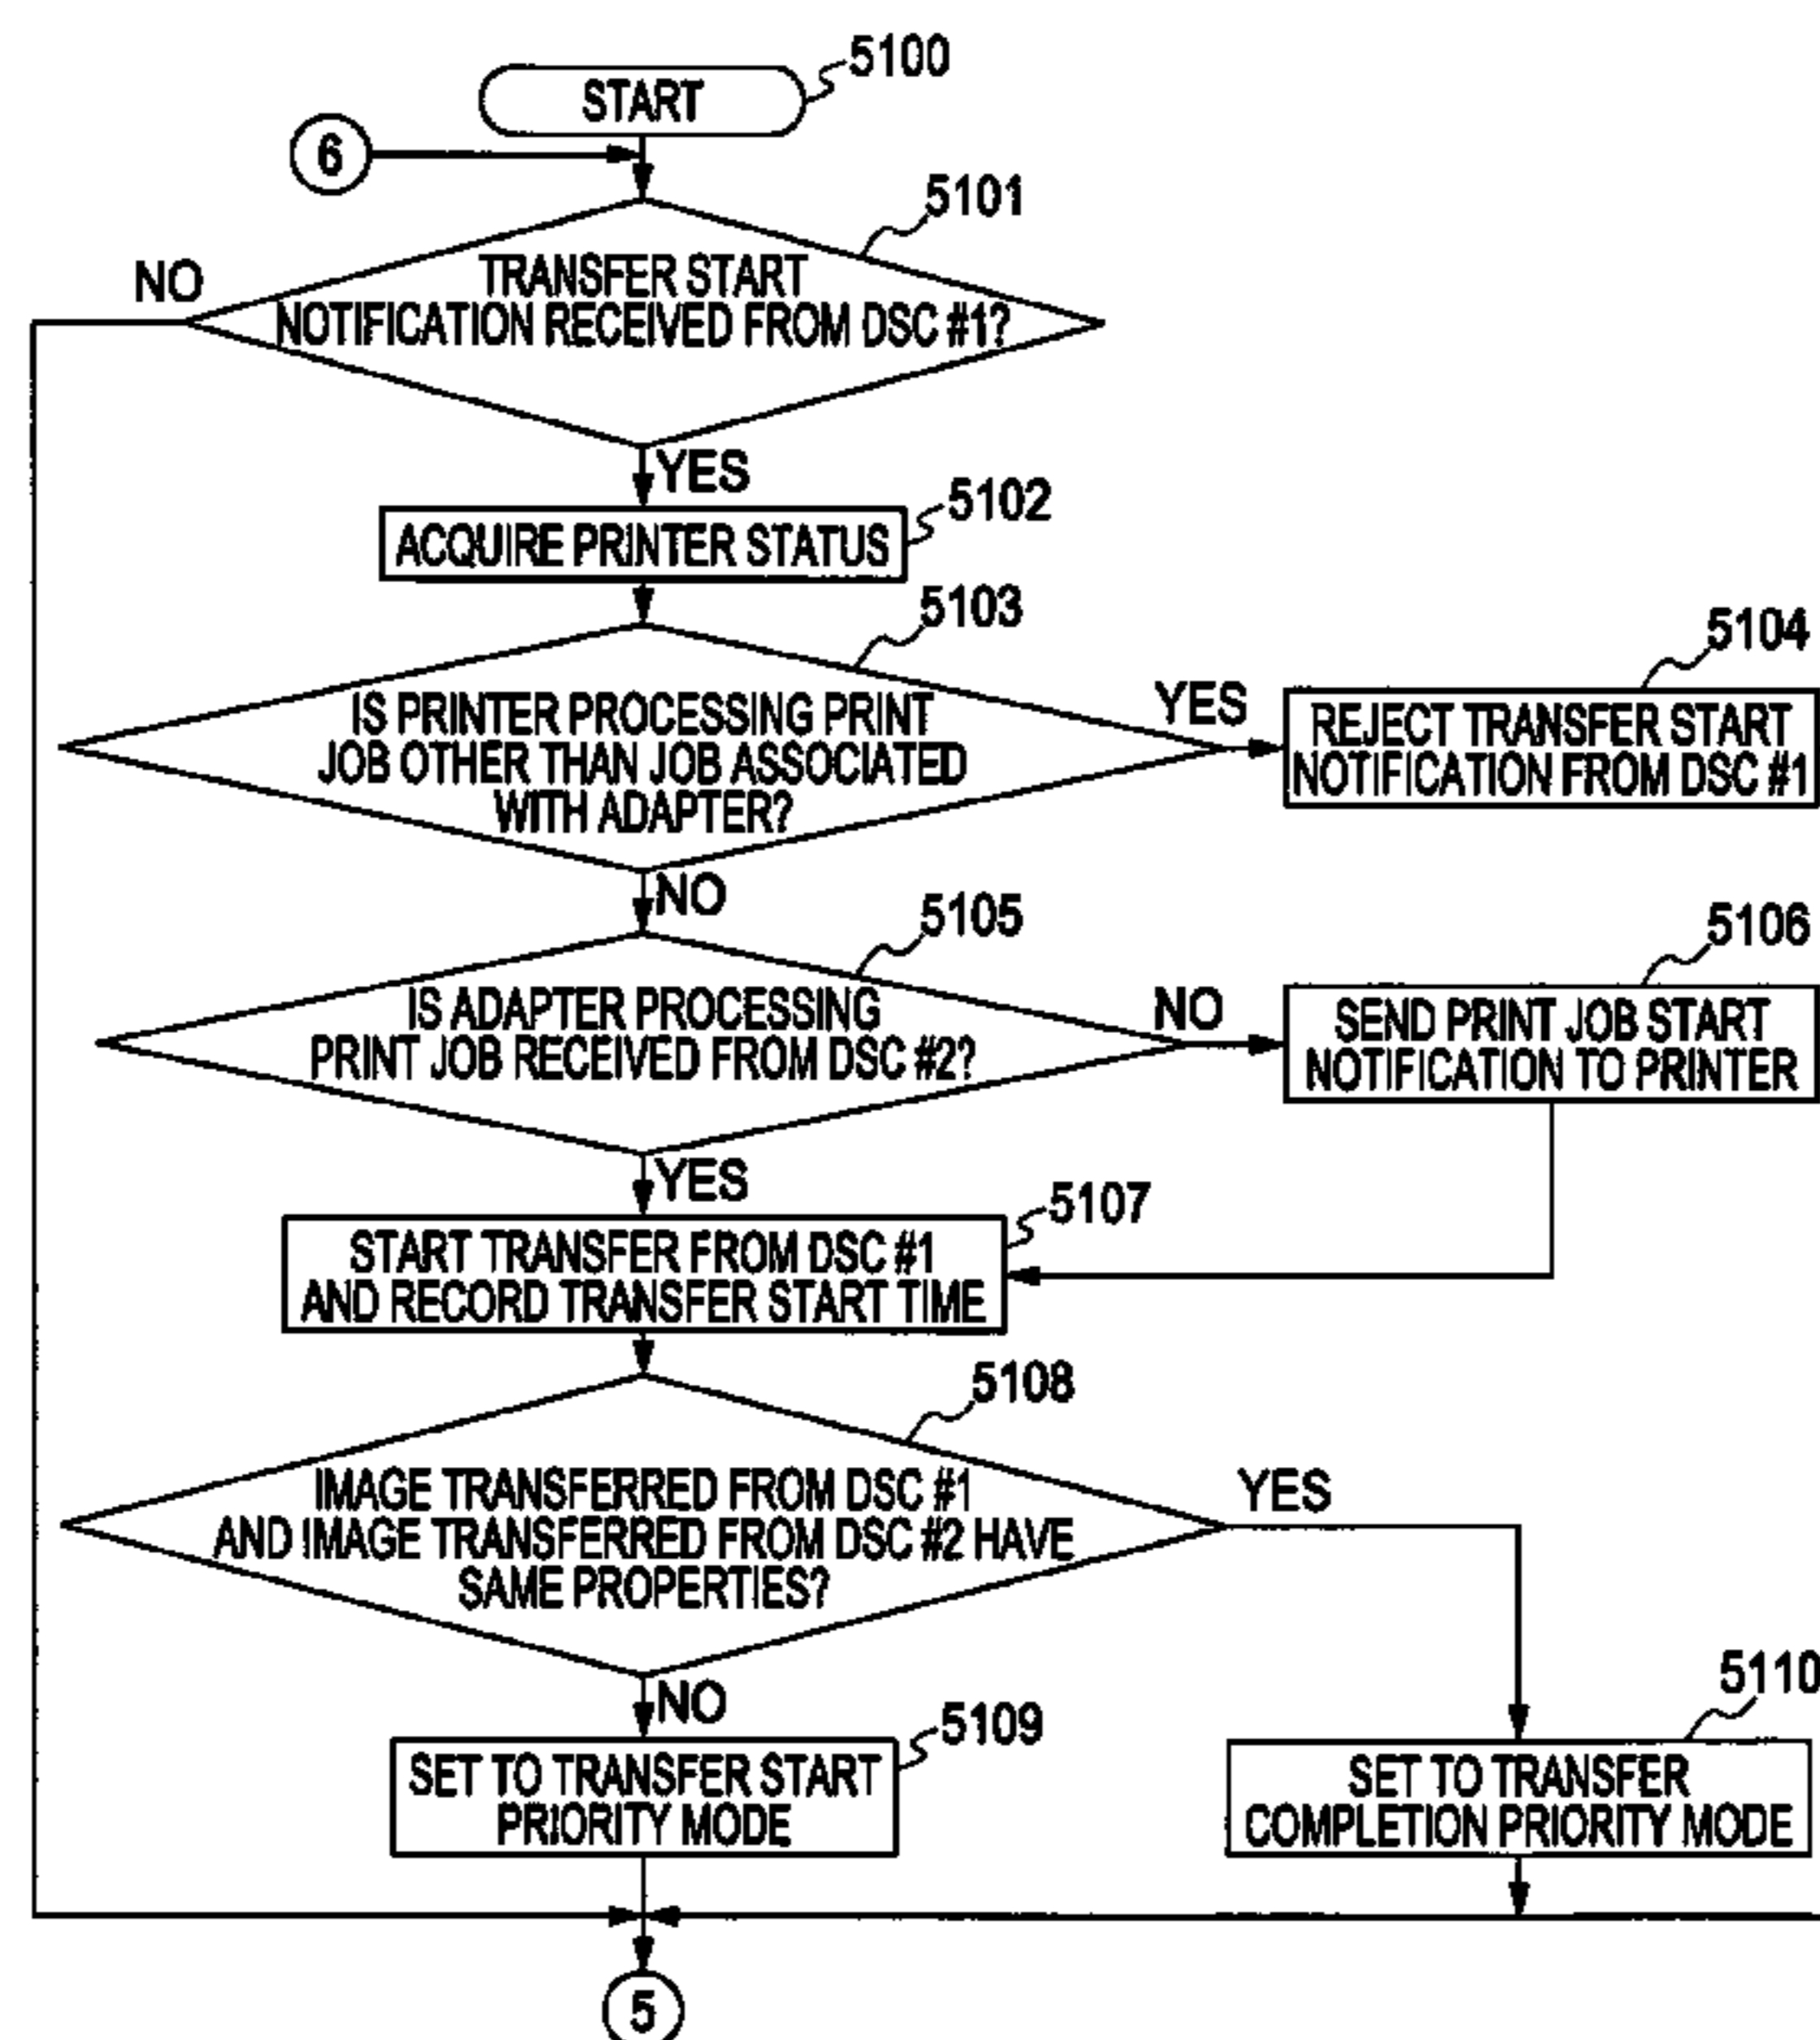 START
5100
6
5101
NO
TRANSFER START
NOTIFICATION RECEIVED FROM DSC #1?
YES
5102
ACQUIRE PRINTER STATUS
5103
IS PRINTER PROCESSING PRINT
JOB OTHER THAN JOB ASSOCIATED
WITH ADAPTER?
YES
5104
REJECT TRANSFER START
NOTIFICATION FROM DSC #1
NO
5105
IS ADAPTER PROCESSING
PRINT JOB RECEIVED FROM DSC #2?
NO
5106
SEND PRINT JOB START
NOTIFICATION TO PRINTER
YES
5107
START TRANSFER FROM DSC #1
AND RECORD TRANSFER START TIME
5108
IMAGE TRANSFERRED FROM DSC #1
AND IMAGE TRANSFERRED FROM DSC #2 HAVE
SAME PROPERTIES?
YES
NO
5109
SET TO TRANSFER START
PRIORITY MODE
5110
SET TO TRANSFER
COMPLETION PRIORITY MODE
5